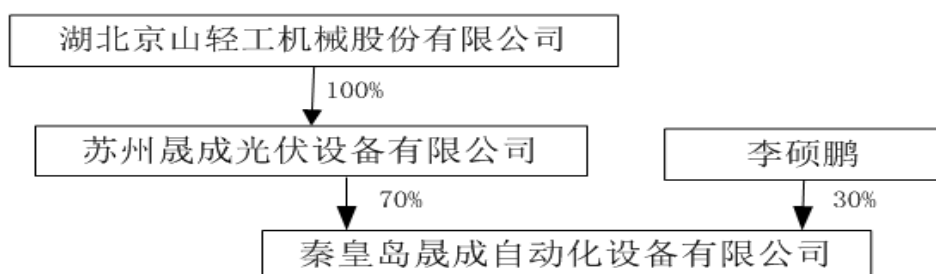 湖北京山轻工机械股份有限公司
100%
苏州晟成光伏设备有限公司
李硕鹏
70%
30%
秦皇岛晟成自动化设备有限公司